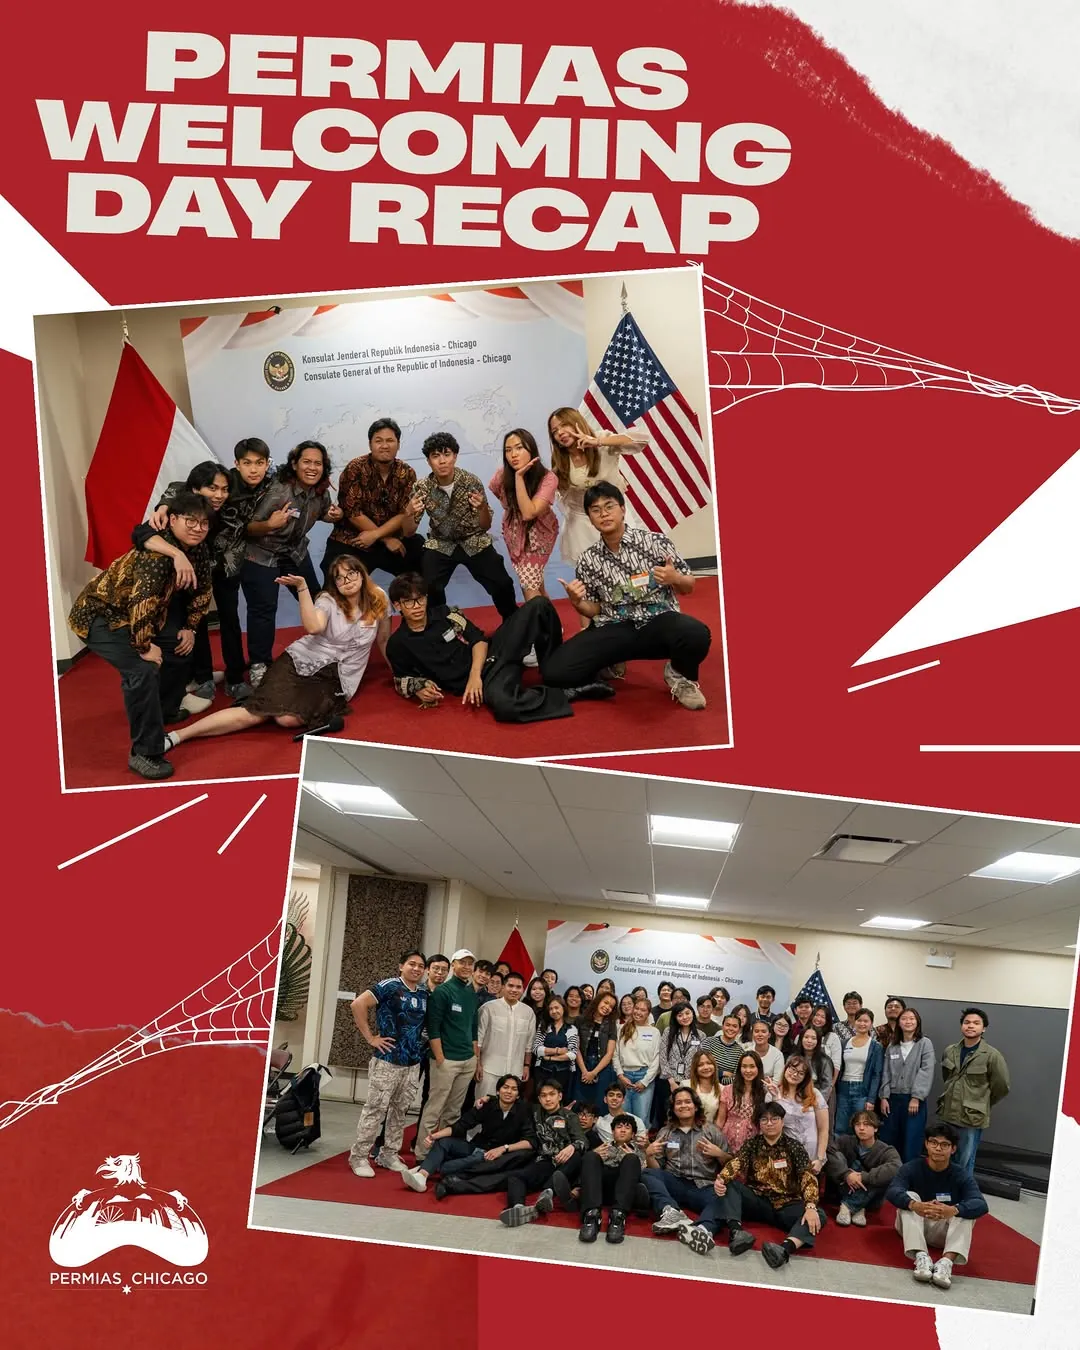 PERMIAS
WELCOMING
DAY RECAP
Konsulat Jenderal Republik Indonesia - Chicago
Consulate General of the Republic of Indonesia - Chicago
Konsulat Jenderal Republik Indonesia - Chicago
Consulate General of the Republic of Indonesia - Chicago
PERMIAS CHICAGO